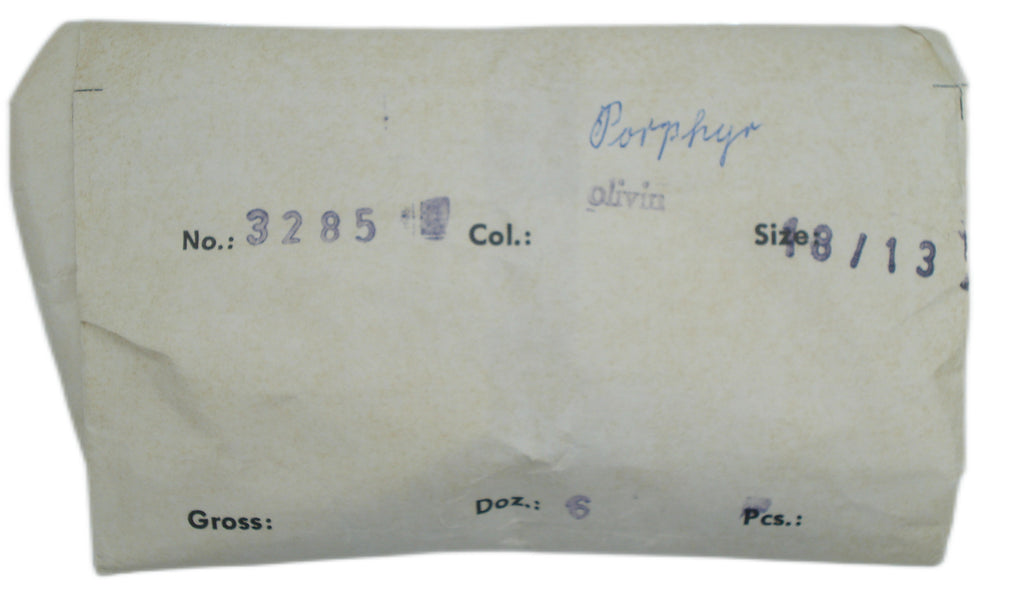 Porphyr
olivin
No.: 3285 Col.: Size: 18/13
Gross: Doz.: 6 Pcs.: